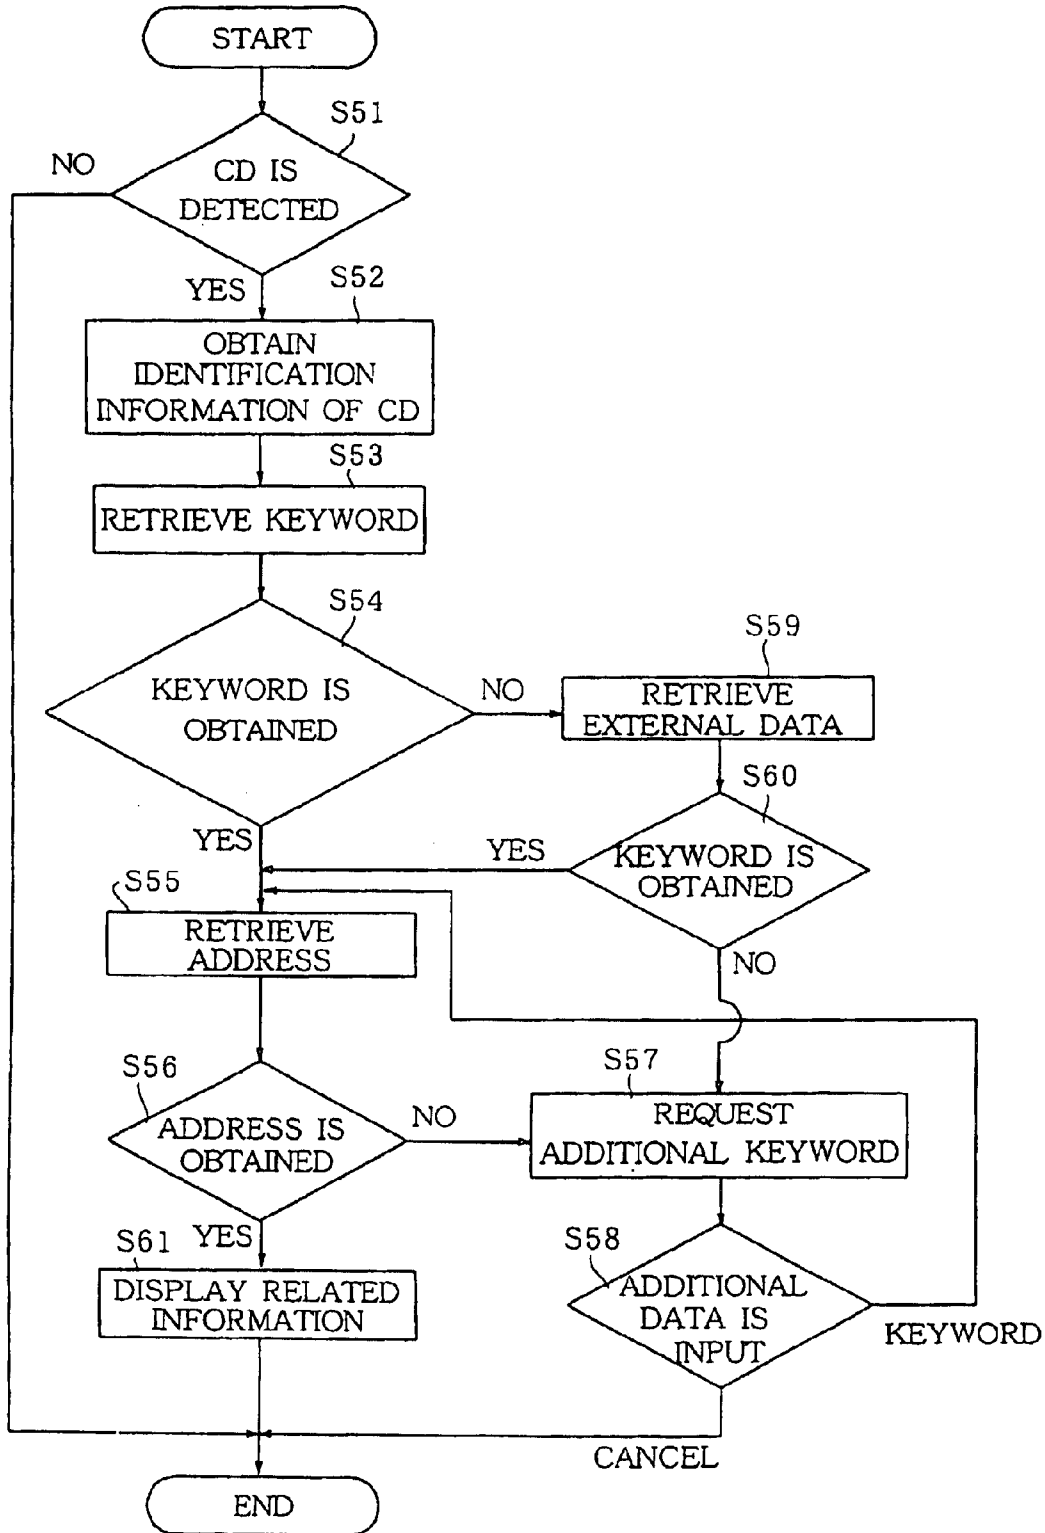 START
S51
NO
CD IS
DETECTED
YES
S52
OBTAIN
IDENTIFICATION
INFORMATION OF CD
S53
RETRIEVE KEYWORD
S54
KEYWORD IS
OBTAINED
NO
S59
RETRIEVE
EXTERNAL DATA
S60
KEYWORD IS
OBTAINED
YES
YES
NO
S55
RETRIEVE
ADDRESS
S56
ADDRESS IS
OBTAINED
NO
S57
REQUEST
ADDITIONAL KEYWORD
YES
S58
ADDITIONAL
DATA IS
INPUT
KEYWORD
S61
DISPLAY RELATED
INFORMATION
CANCEL
END